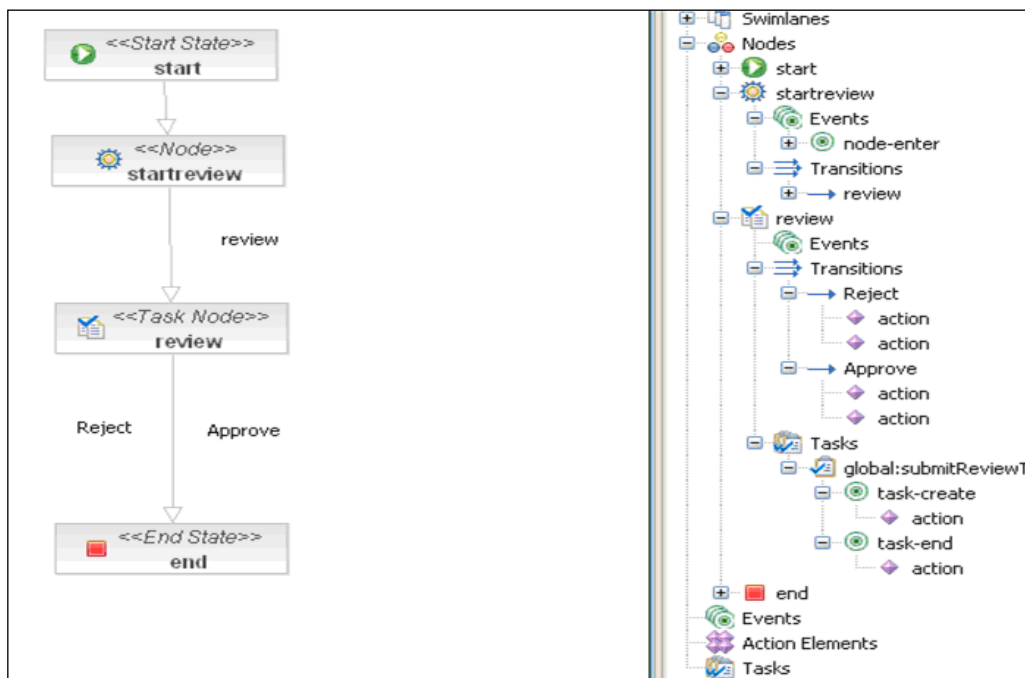 <<Start State>>
start
<<Node>>
startreview
review
<<Task Node>>
review
Reject
Approve
<<End State>>
end
Swimlanes
Nodes
start
startreview
Events
node-enter
Transitions
review
review
Events
Transitions
Reject
action
action
Approve
action
action
Tasks
global:submitReviewT
task-create
action
task-end
action
end
Events
Action Elements
Tasks